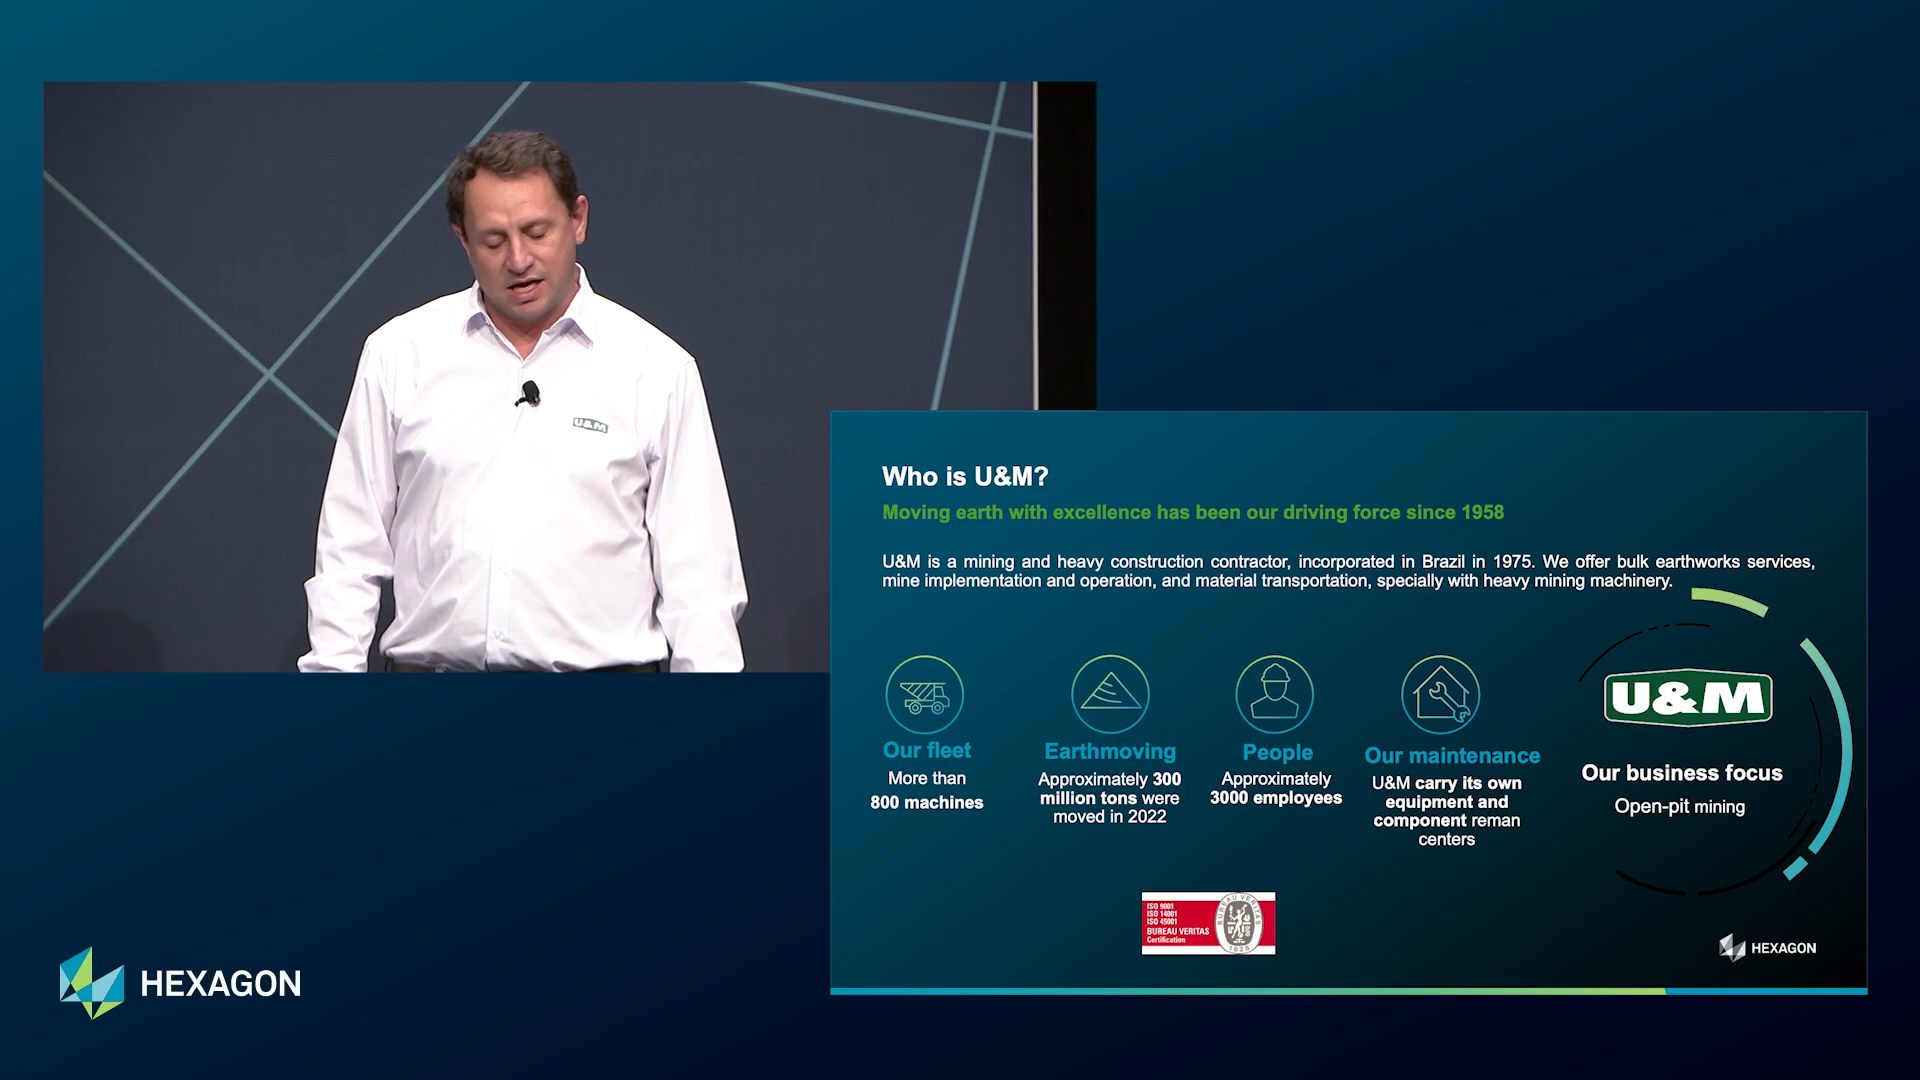 U&M
Who is U&M?
Moving earth with excellence has been our driving force since 1958
U&M is a mining and heavy construction contractor, incorporated in Brazil in 1975. We offer bulk earthworks services,
mine implementation and operation, and material transportation, specially with heavy mining machinery.
Our fleet
More than
800 machines
Earthmoving
Approximately 300
million tons were
moved in 2022
People
Approximately
3000 employees
Our maintenance
U&M carry its own
equipment and
component reman
centers
U&M
Our business focus
Open-pit mining
ISO 9001
ISO 14001
ISO 45001
BUREAU VERITAS
Certification
BUREAU VERITAS
1828
HEXAGON
HEXAGON